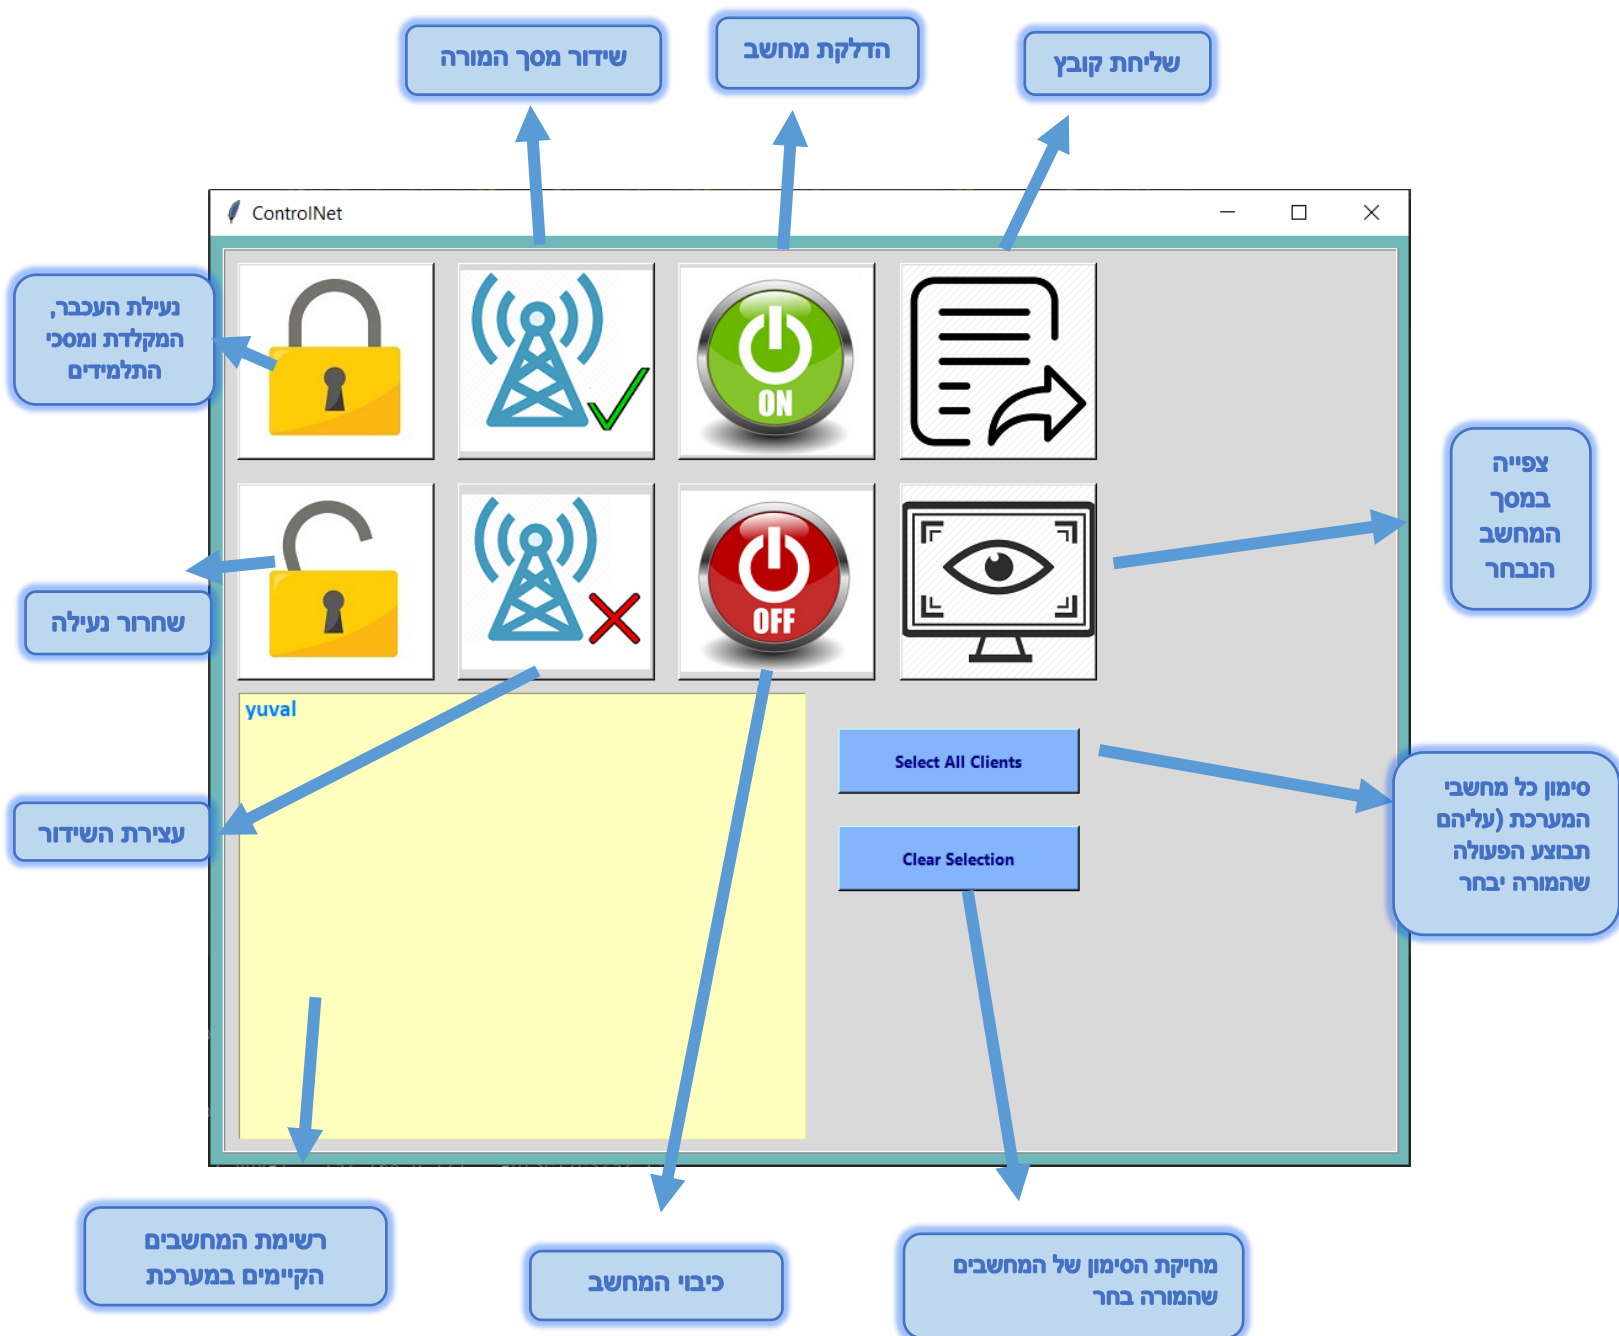 שידור מסך המורה
הדלקת מחשב
שליחת קובץ
ControlNet
נעילת העכבר,
המקלדת ומסכי
התלמידים
ON
צפייה
במסך
המחשב
הנבחר
שחרור נעילה
OFF
yuval
Select All Clients
סימון כל מחשבי
המערכת (עליהם
תבוצע הפעולה
שהמורה יבחר
עצירת השידור
Clear Selection
רשימת המחשבים
הקיימים במערכת
כיבוי המחשב
מחיקת הסימון של המחשבים
שהמורה בחר